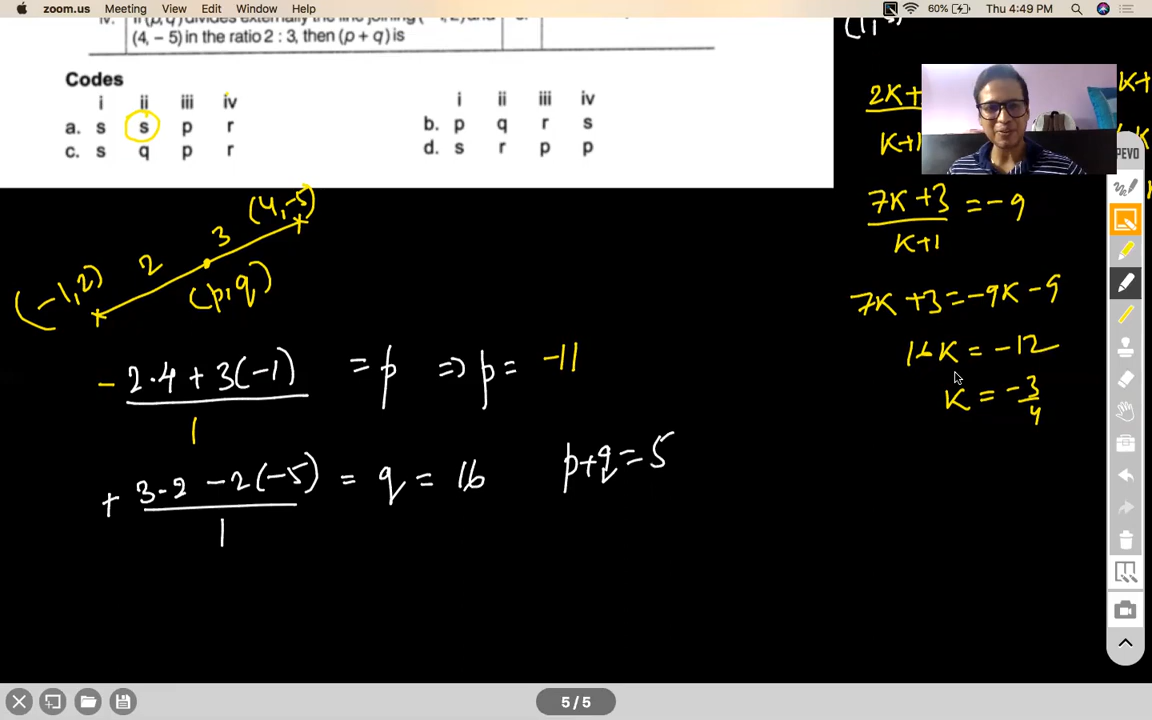 zoom.us Meeting View Edit Window Help 60% Thu 4:49 PM
(4, – 5) in the ratio 2 : 3, then (p + q) is
Codes
i ii iii iv
a. s s p r
c. s q p r
i ii iii iv
b. p q r s
d. s r p p
PEVO
(4,-5)
3
2
(-1,2)
(p,q)
- 2·4 + 3(-1) = p => p = -11
1
+ 3·2 - 2(-5) = q = 16
1
p+q=5
2K+
K+1
7K+3 = -9
K+1
7K+3=-9K-9
16K = -12
K = -3
4
5 / 5